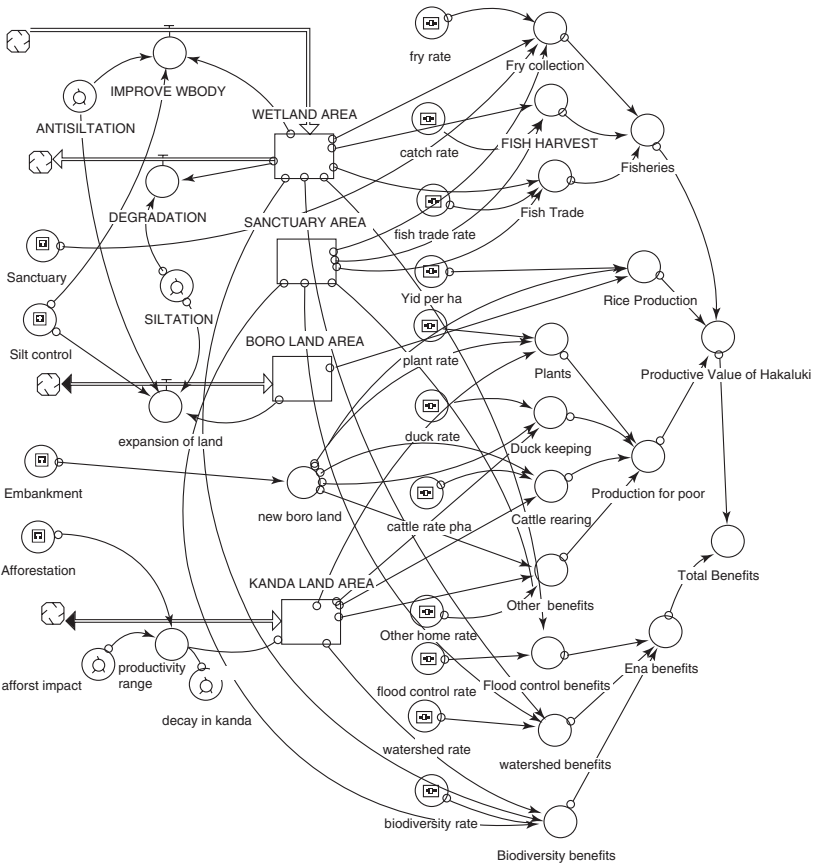 fry rate
Fry collection
IMPROVE WBODY
WETLAND AREA
ANTISILTATION
catch rate
FISH HARVEST
Fisheries
DEGRADATION
SANCTUARY AREA
Fish Trade
fish trade rate
Sanctuary
Yid per ha
Rice Production
SILTATION
BORO LAND AREA
Silt control
plant rate
Plants
Productive Value of Hakaluki
expansion of land
duck rate
Duck keeping
Embankment
new boro land
cattle rate pha
Cattle rearing
Production for poor
Afforestation
KANDA LAND AREA
Total Benefits
Other benefits
Other home rate
productivity
range
Ena benefits
afforst impact
flood control rate
Flood control benefits
decay in kanda
watershed rate
watershed benefits
biodiversity rate
Biodiversity benefits